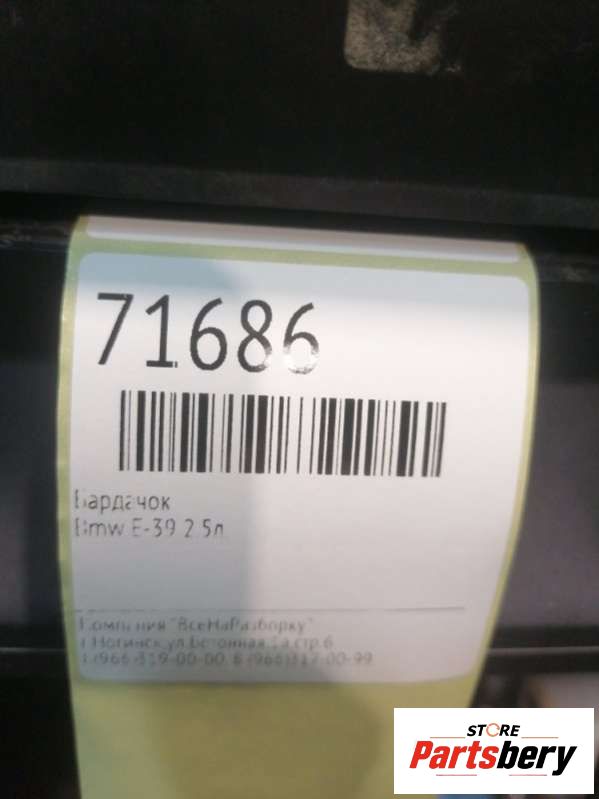 71686
Бардачок
Bmw E-39 2.5л
Компания "ВсеНаРазборку"
г.Ногинск,ул.Бетонная,1а стр.6
STORE
Partsbery